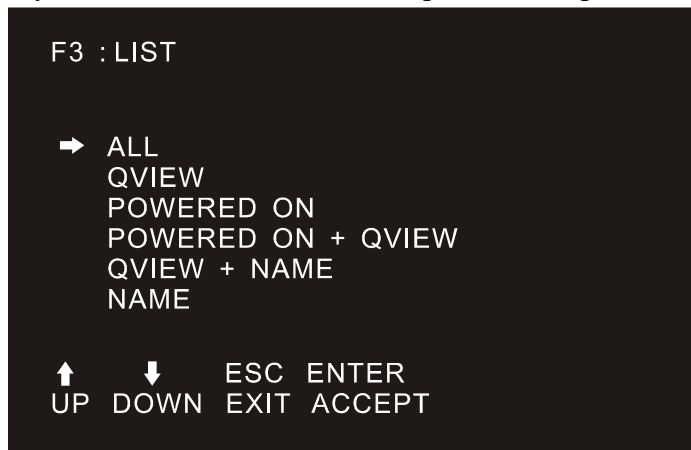 F3 : LIST
➡ ALL
QVIEW
POWERED ON
POWERED ON + QVIEW
QVIEW + NAME
NAME
⬆ ⬇ ESC ENTER
UP DOWN EXIT ACCEPT